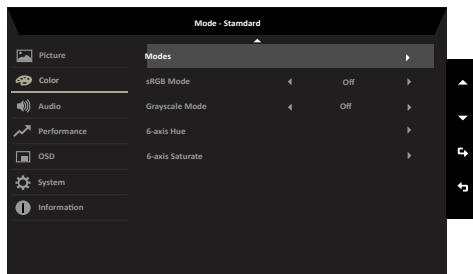 Mode - Stamdard
Picture
Color
Audio
Performance
OSD
System
Information
Modes
sRGB Mode Off
Grayscale Mode Off
6-axis Hue
6-axis Saturate